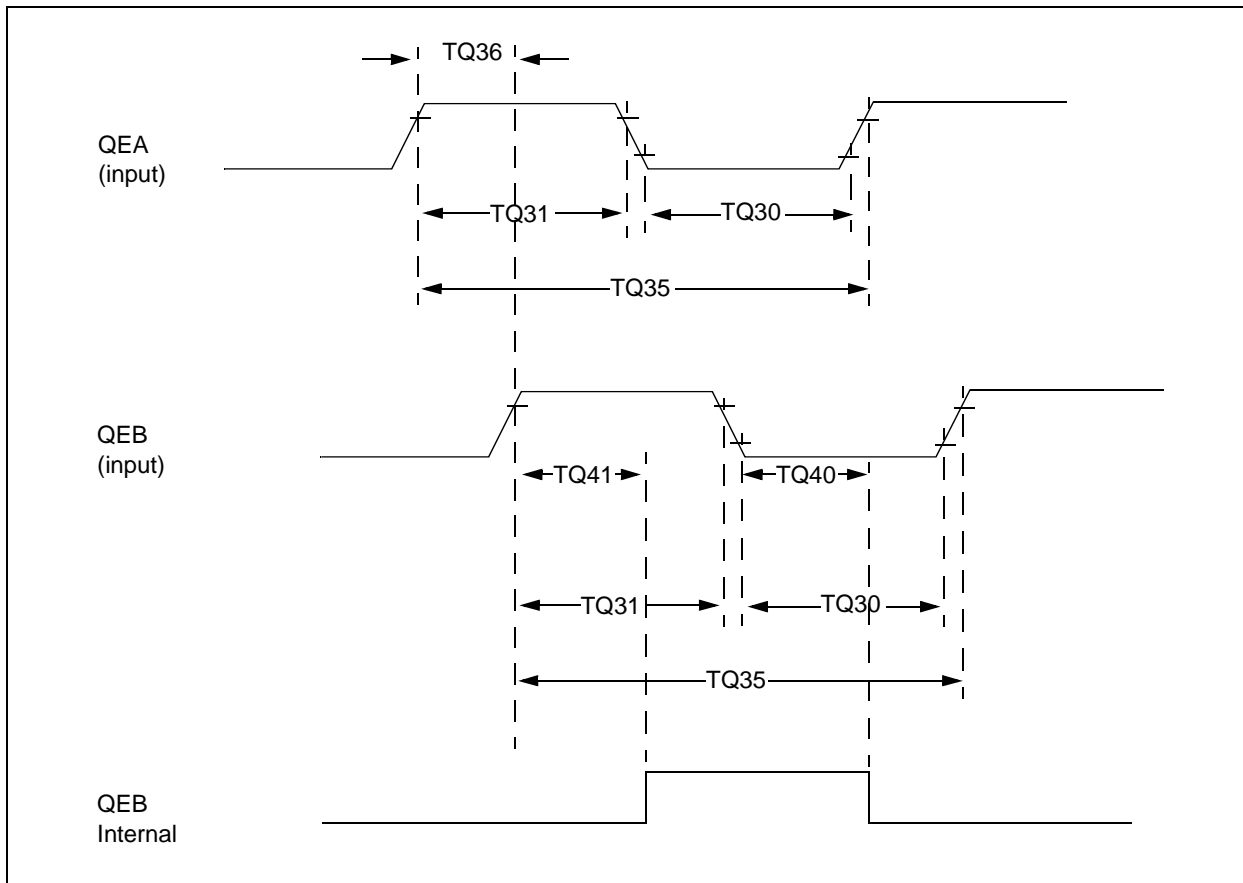 TQ36
QEA
(input)
TQ31
TQ30
TQ35
QEB
(input)
TQ41
TQ40
TQ31
TQ30
TQ35
QEB
Internal